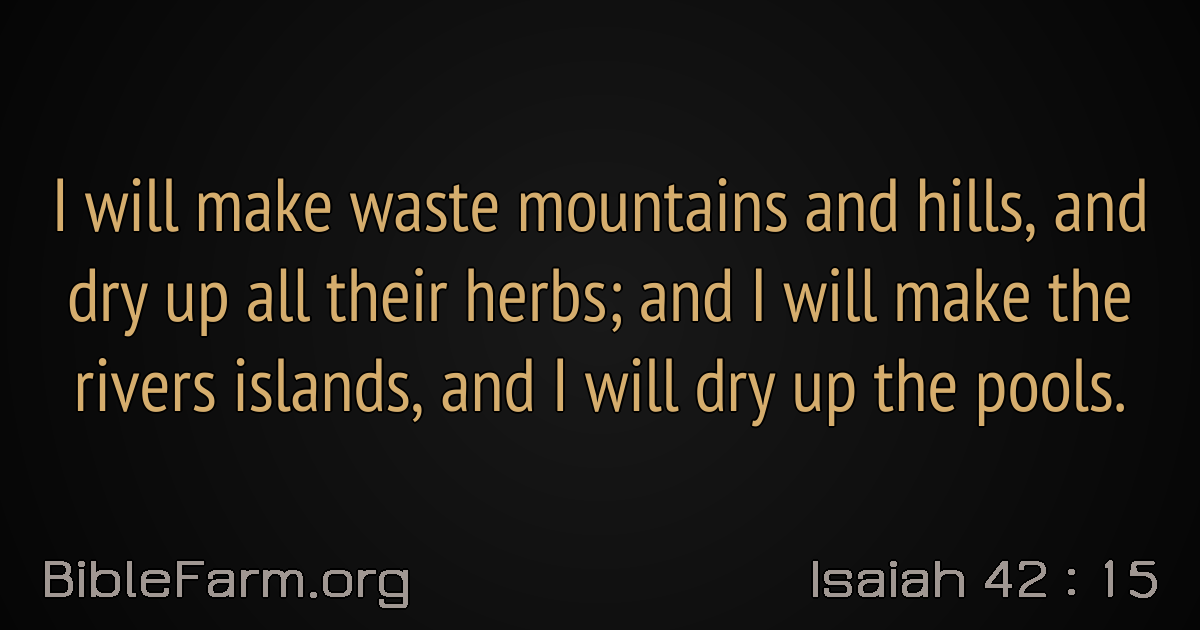 I will make waste mountains and hills, and
dry up all their herbs; and I will make the
rivers islands, and I will dry up the pools.
BibleFarm.org
Isaiah 42 : 15